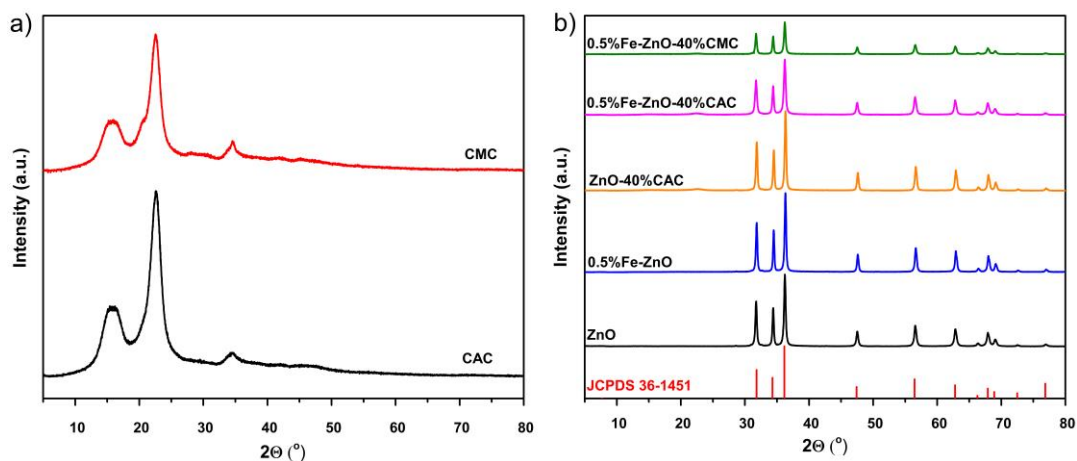 a)
Intensity (a.u.)
CMC
CAC
10 20 30 40 50 60 70 80
2Θ (°)
b)
Intensity (a.u.)
0.5%Fe-ZnO-40%CMC
0.5%Fe-ZnO-40%CAC
ZnO-40%CAC
0.5%Fe-ZnO
ZnO
JCPDS 36-1451
10 20 30 40 50 60 70 80
2Θ (°)